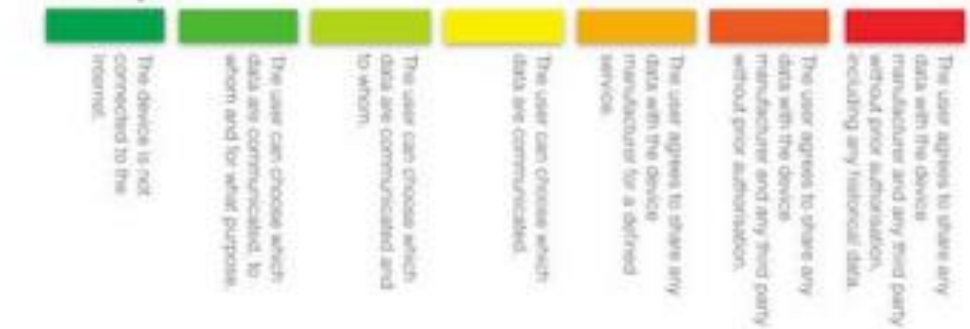 The device is not
connected to the
Internet.
The user can choose which
data are communicated, to
whom and for what purpose.
The user can choose which
data are communicated and
to whom.
The user can choose which
data are communicated.
The user agrees to share any
data with the device
manufacturer for a defined
service.
The user agrees to share any
data with the device
manufacturer and any third party
without prior authorisation.
The user agrees to share any
data with the device
manufacturer and any third party
without prior authorisation,
including any historical data.